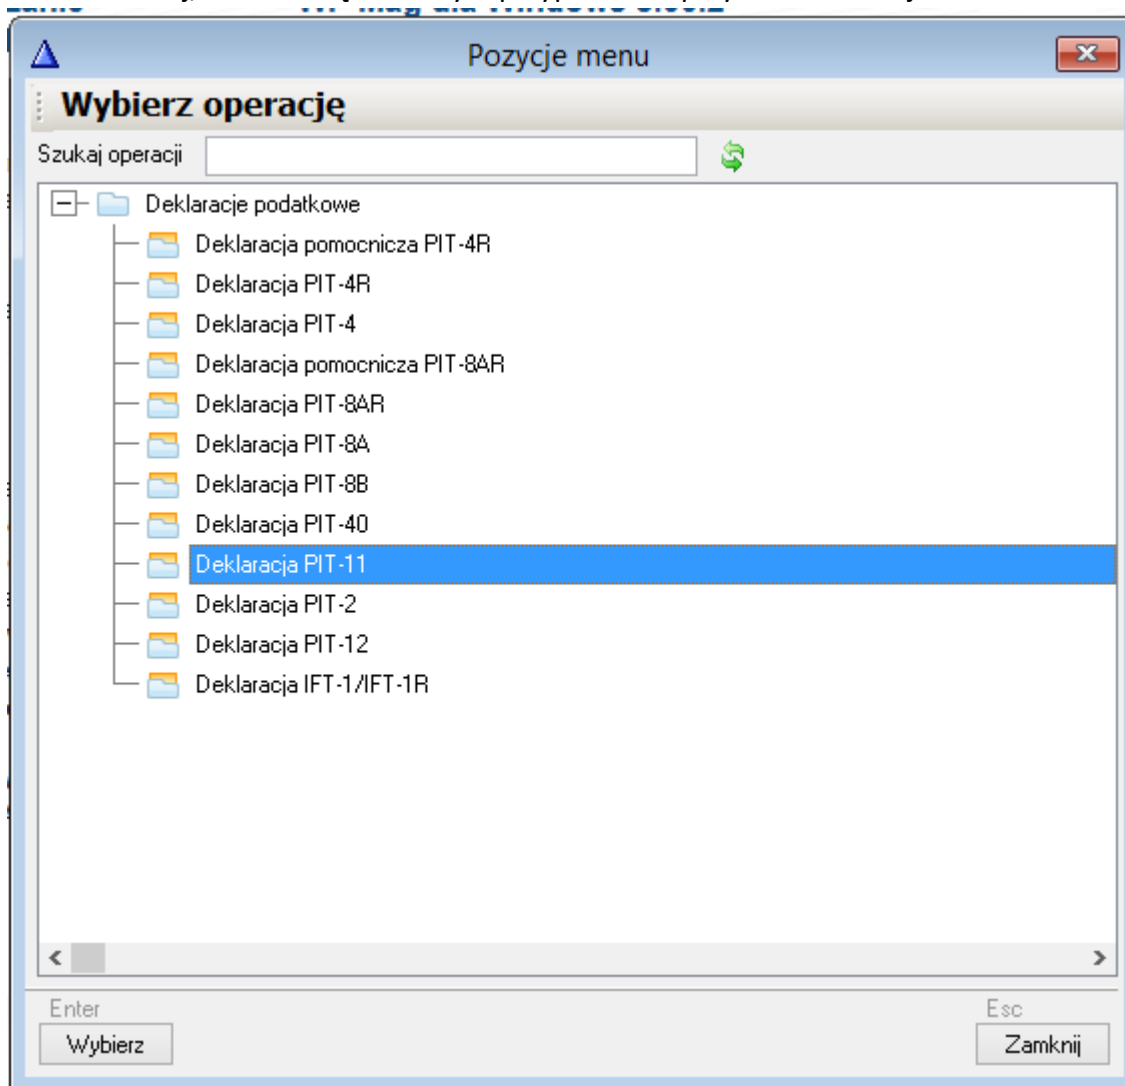 Pozycje menu
Wybierz operację
Szukaj operacji
Deklaracje podatkowe
Deklaracja pomocnicza PIT-4R
Deklaracja PIT-4R
Deklaracja PIT-4
Deklaracja pomocnicza PIT-8AR
Deklaracja PIT-8AR
Deklaracja PIT-8A
Deklaracja PIT-8B
Deklaracja PIT-40
Deklaracja PIT-11
Deklaracja PIT-2
Deklaracja PIT-12
Deklaracja IFT-1/IFT-1R
Enter Esc
Wybierz Zamknij